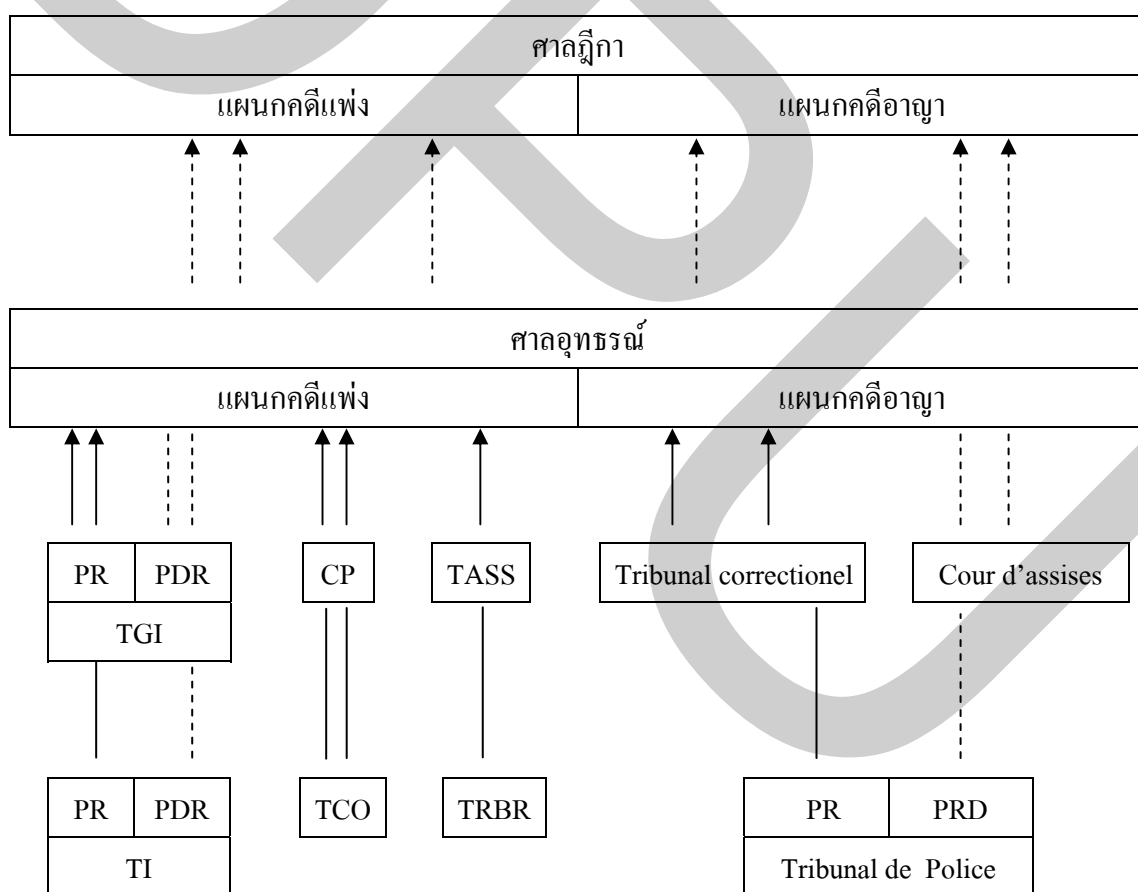 ศาลฎีกา
แผนกคดีแพ่ง แผนกคดีอาญา
ศาลอุทธรณ์
แผนกคดีแพ่ง แผนกคดีอาญา
PR PDR CP TASS Tribunal correctionel Cour d'assises
TGI
PR PDR TCO TRBR PR PRD
TI Tribunal de Police